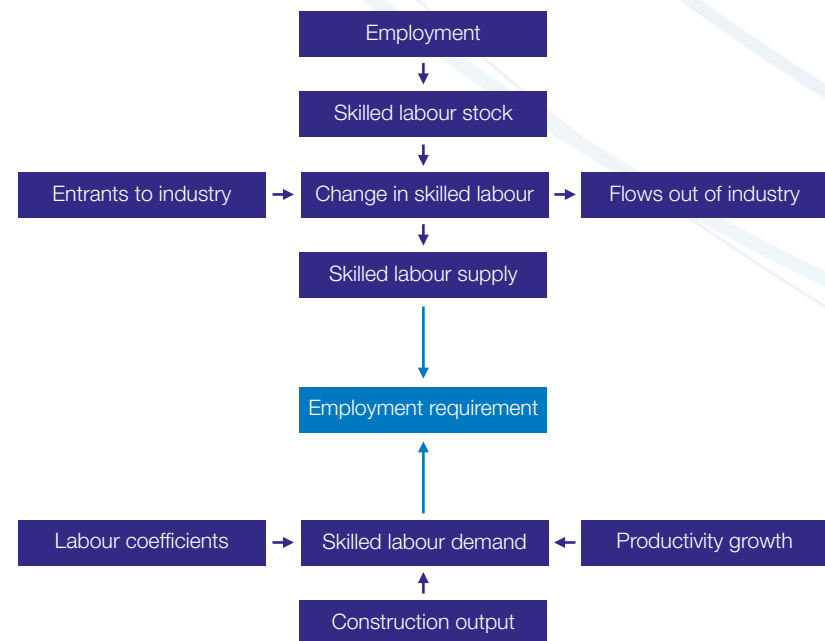 Employment
Skilled labour stock
Entrants to industry
Change in skilled labour
Flows out of industry
Skilled labour supply
Employment requirement
Labour coefficients
Skilled labour demand
Productivity growth
Construction output